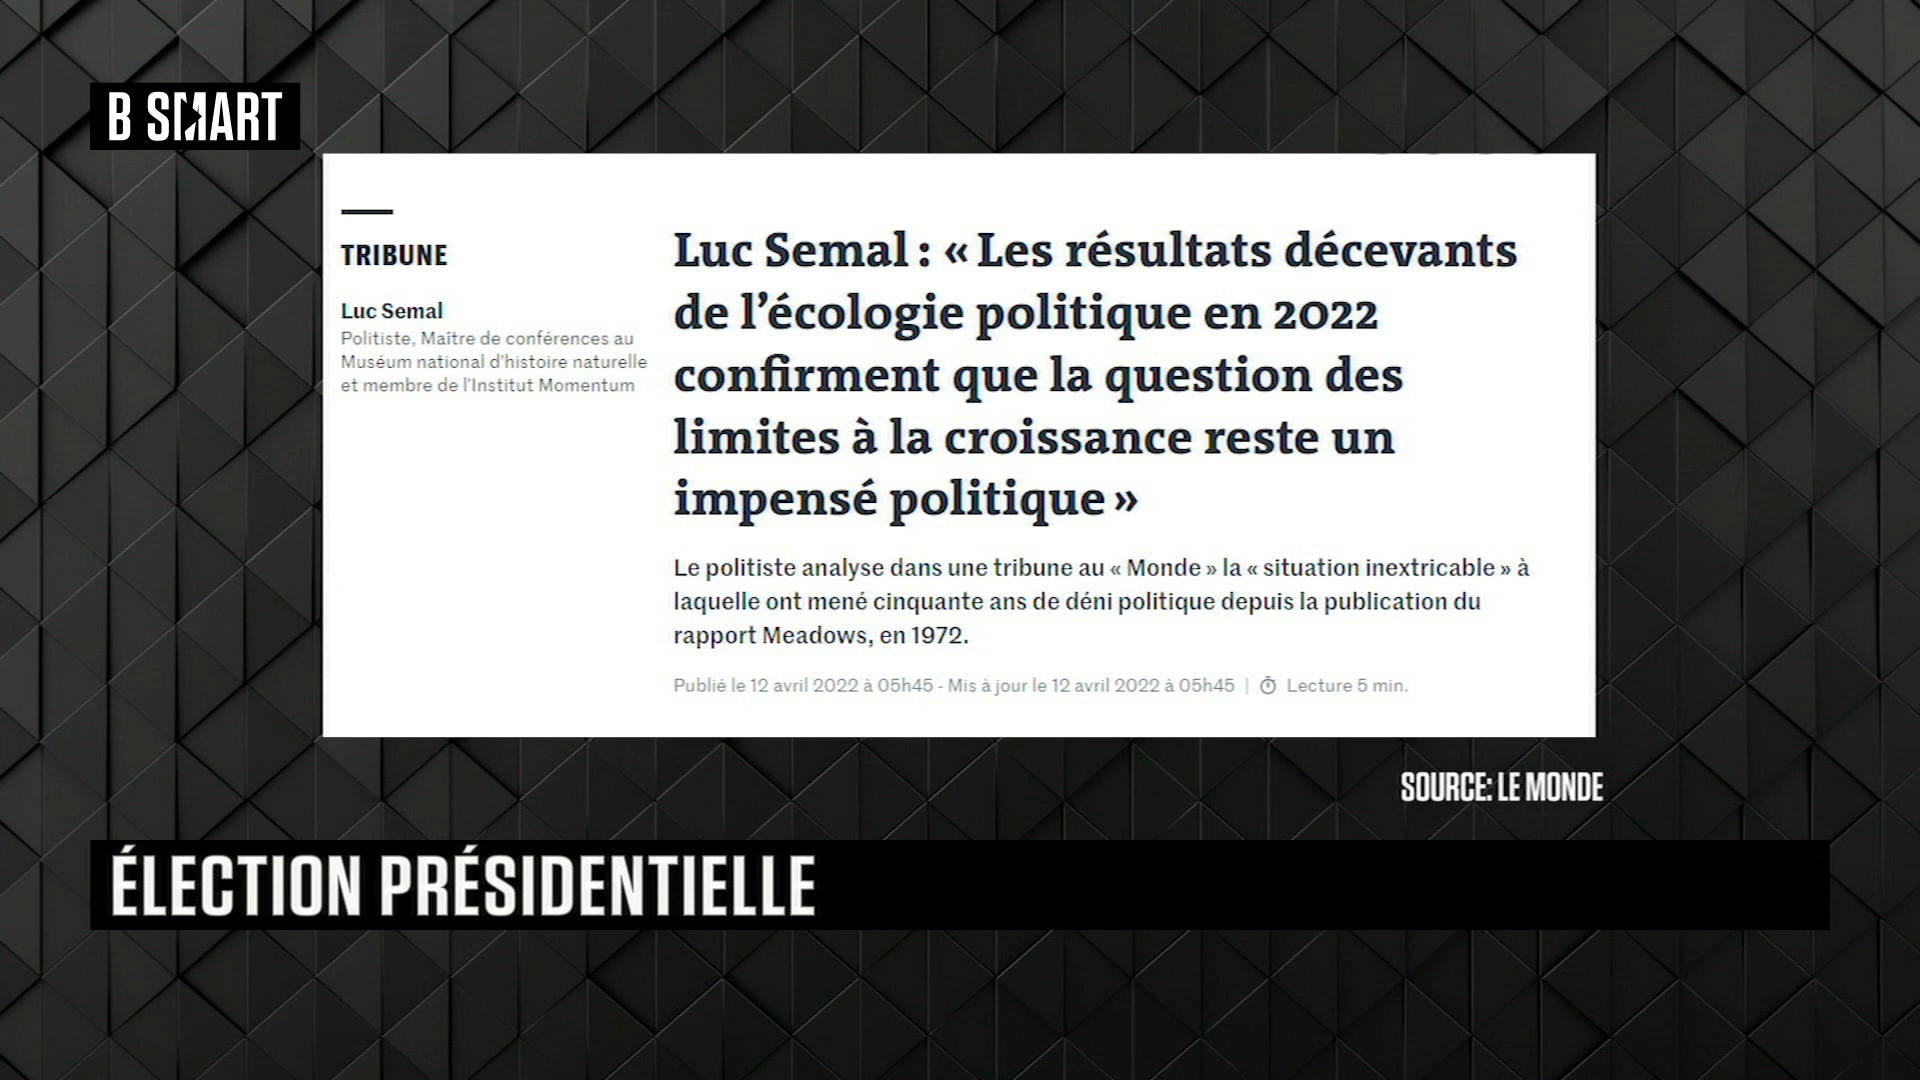 B SMART
TRIBUNE
Luc Semal
Politiste, Maître de conférences au
Muséum national d'histoire naturelle
et membre de l'Institut Momentum
Luc Semal : « Les résultats décevants
de l’écologie politique en 2022
confirment que la question des
limites à la croissance reste un
impensé politique »
Le politiste analyse dans une tribune au « Monde » la « situation inextricable » à
laquelle ont mené cinquante ans de déni politique depuis la publication du
rapport Meadows, en 1972.
Publié le 12 avril 2022 à 05h45 - Mis à jour le 12 avril 2022 à 05h45 | Lecture 5 min.
SOURCE: LE MONDE
ÉLECTION PRÉSIDENTIELLE